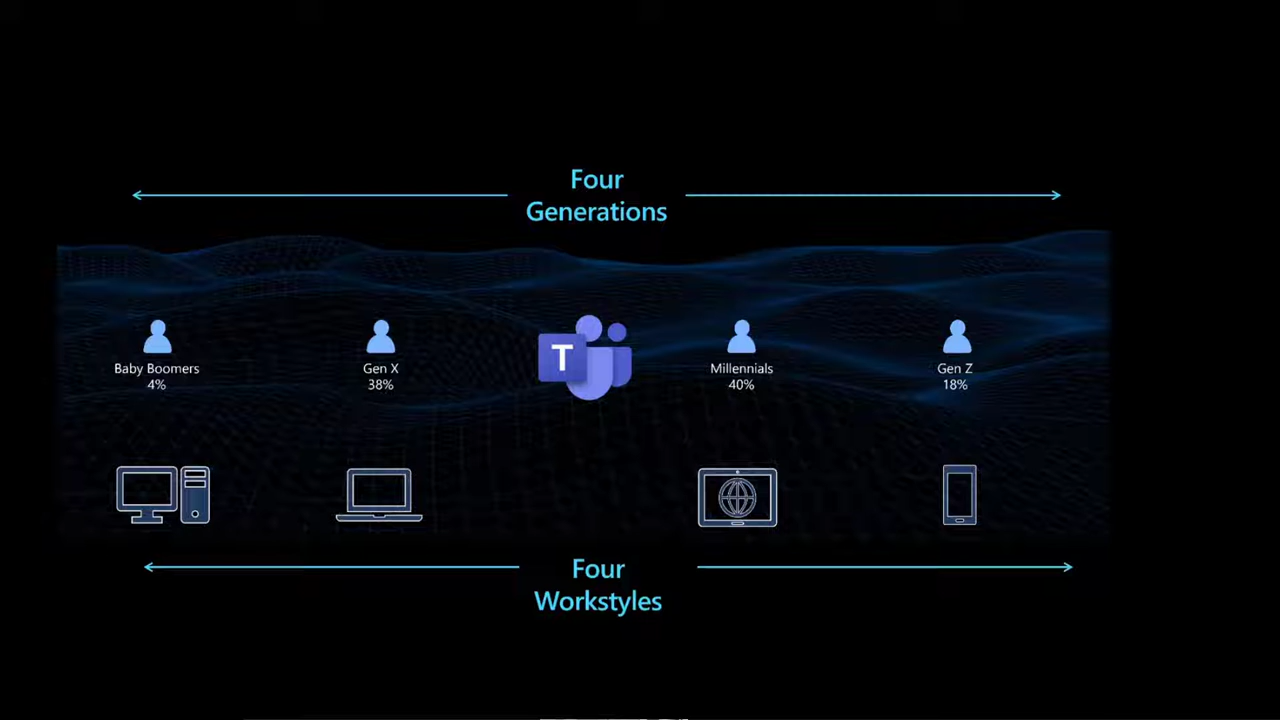 Four
Generations
Baby Boomers
4%
Gen X
38%
T
Millennials
40%
Gen Z
18%
Four
Workstyles